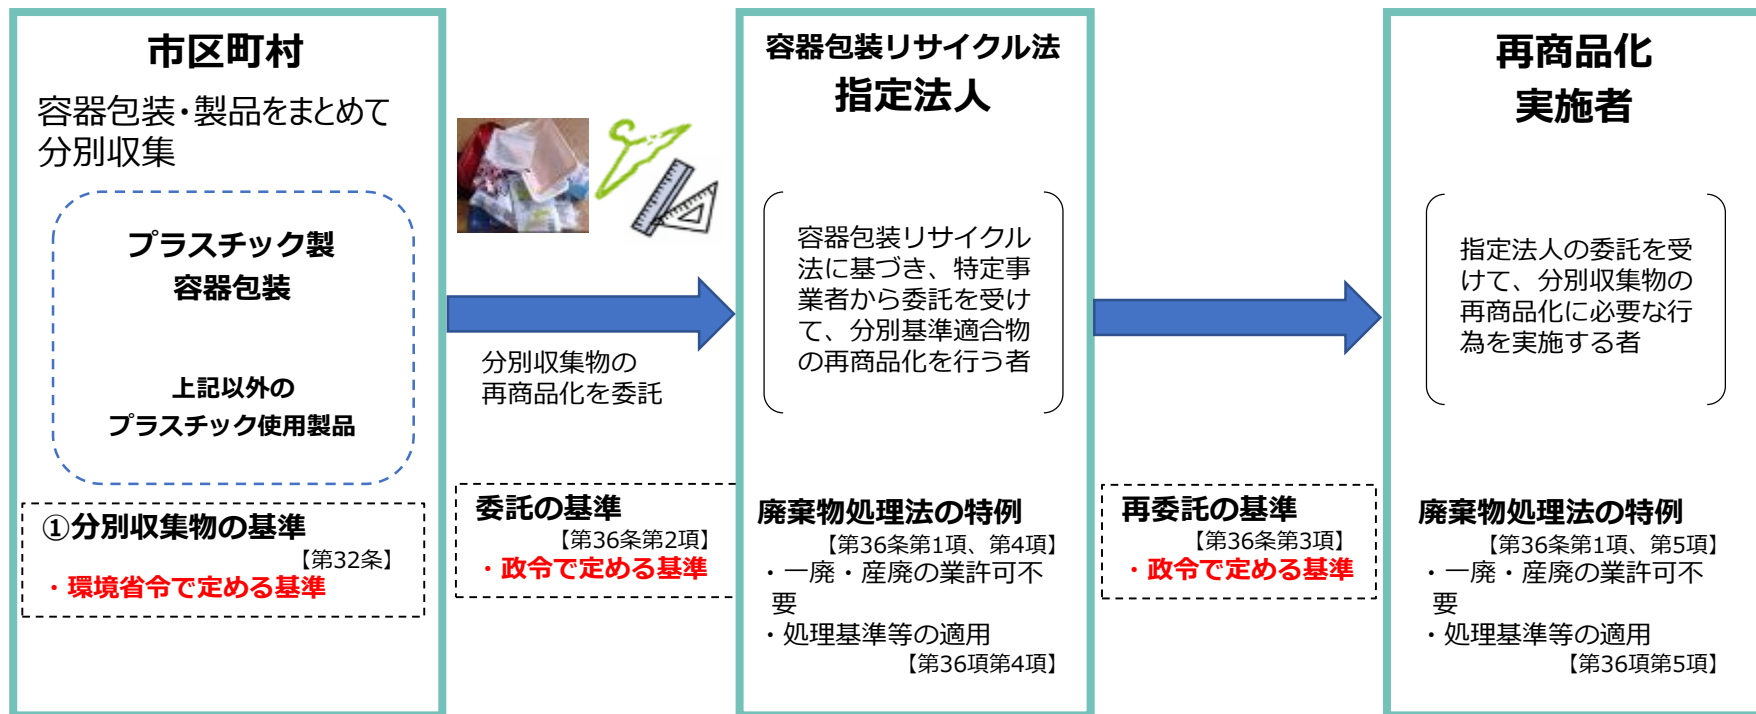 市区町村
容器包装・製品をまとめて
分別収集
プラスチック製
容器包装
上記以外の
プラスチック使用製品
①分別収集物の基準
【第32条】
・環境省令で定める基準
分別収集物の
再商品化を委託
委託の基準
【第36条第2項】
・政令で定める基準
容器包装リサイクル法
指定法人
容器包装リサイクル
法に基づき、特定事
業者から委託を受け
て、分別基準適合物
の再商品化を行う者
廃棄物処理法の特例
【第36条第1項、第4項】
・一廃・産廃の業許可不
要
・処理基準等の適用
【第36項第4項】
再委託の基準
【第36条第3項】
・政令で定める基準
再商品化
実施者
指定法人の委託を受
けて、分別収集物の
再商品化に必要な行
為を実施する者
廃棄物処理法の特例
【第36条第1項、第5項】
・一廃・産廃の業許可不
要
・処理基準等の適用
【第36項第5項】